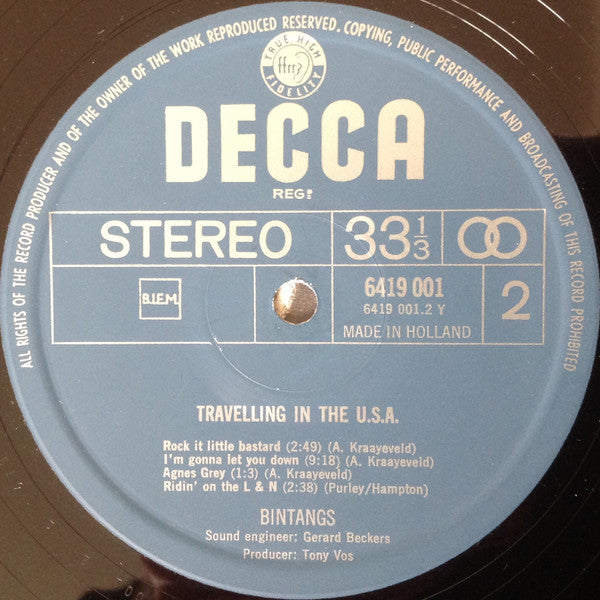 ALL RIGHTS OF THE RECORD PRODUCER AND OF THE OWNER OF THE WORK REPRODUCED RESERVED. COPYING, PUBLIC PERFORMANCE AND BROADCASTING OF THIS RECORD PROHIBITED
TRUE HIGH
ffrr
FIDELITY
DECCA
REGD
STEREO
33 1/3
B.I.E.M.
6419 001
6419 001.2 Y
MADE IN HOLLAND
2
TRAVELLING IN THE U.S.A.
Rock it little bastard (2:49) (A. Kraayeveld)
I'm gonna let you down (9:18) (A. Kraayeveld)
Agnes Grey (1:3) (A. Kraayeveld)
Ridin' on the L & N (2:38) (Purley/Hampton)
BINTANGS
Sound engineer: Gerard Beckers
Producer: Tony Vos